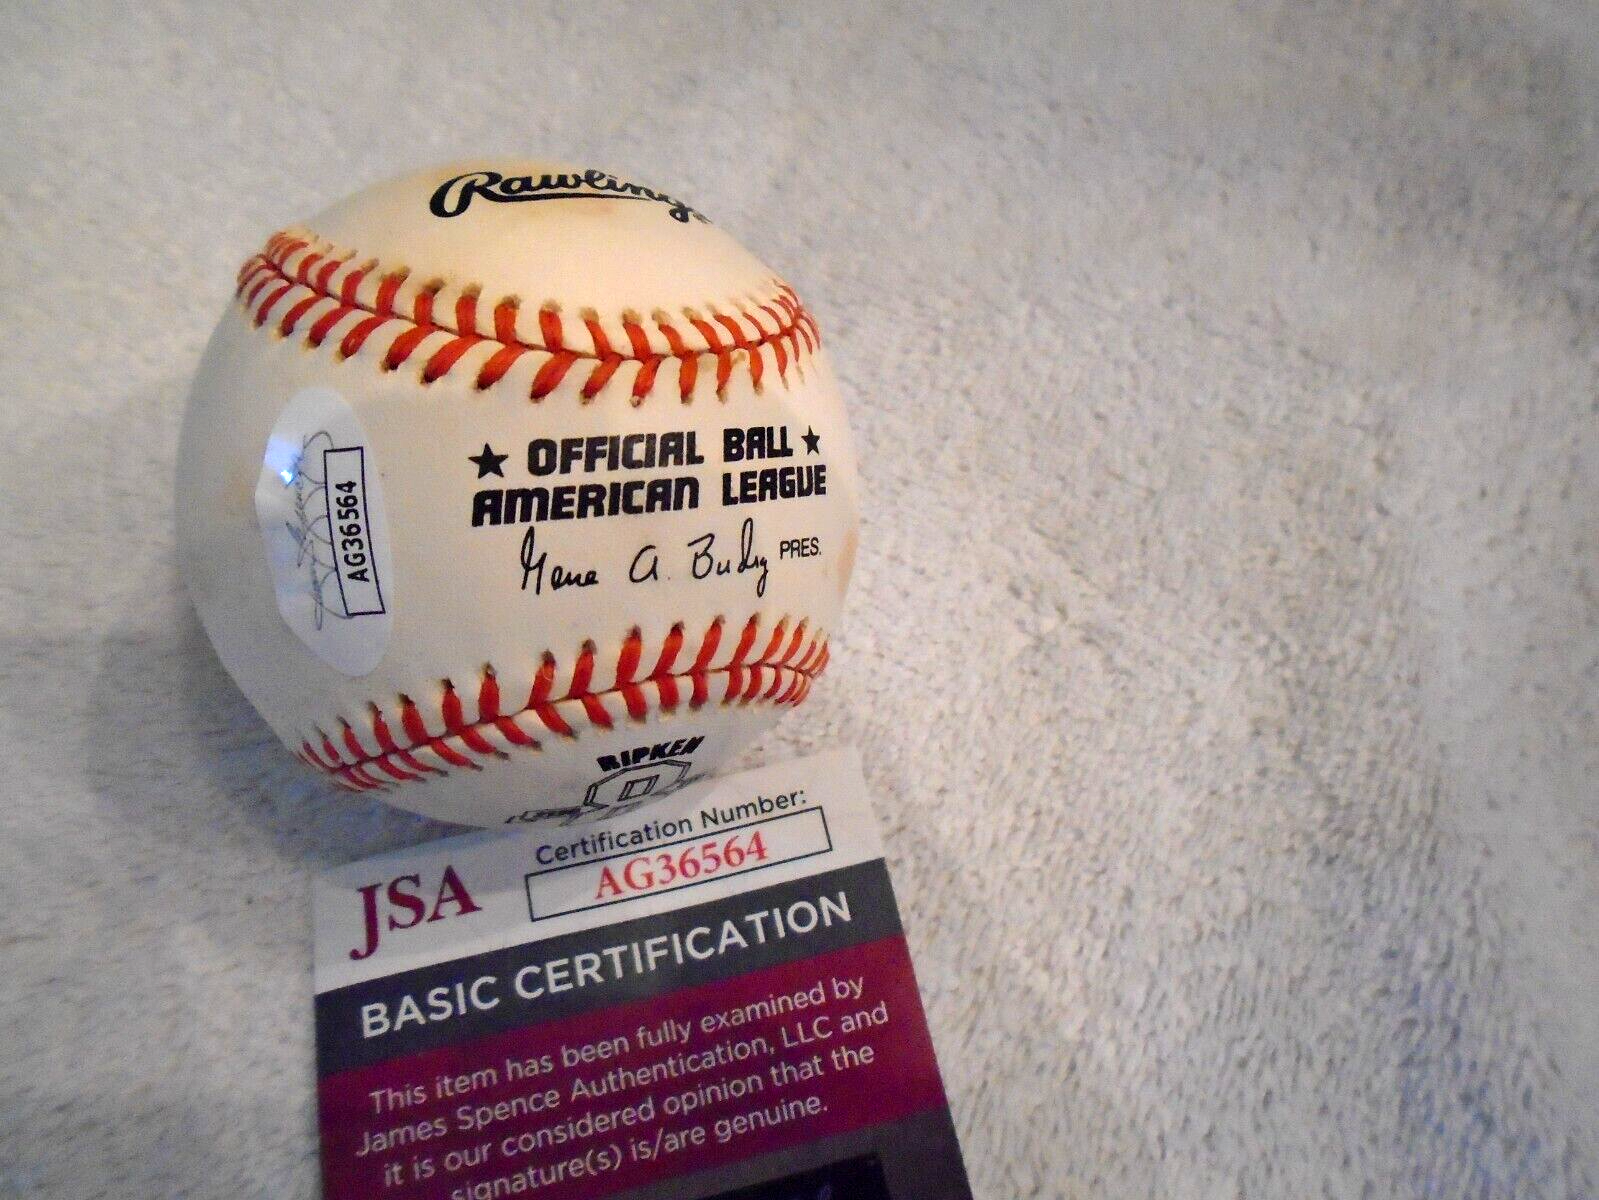 Rawlings
★ OFFICIAL BALL ★
AMERICAN LEAGUE
Gene A. Budig PRES.
AG36564
RIPKEN
Certification Number:
JSA AG36564
BASIC CERTIFICATION
This item has been fully examined by
James Spence Authentication, LLC and
it is our considered opinion that the
signature(s) is/are genuine.